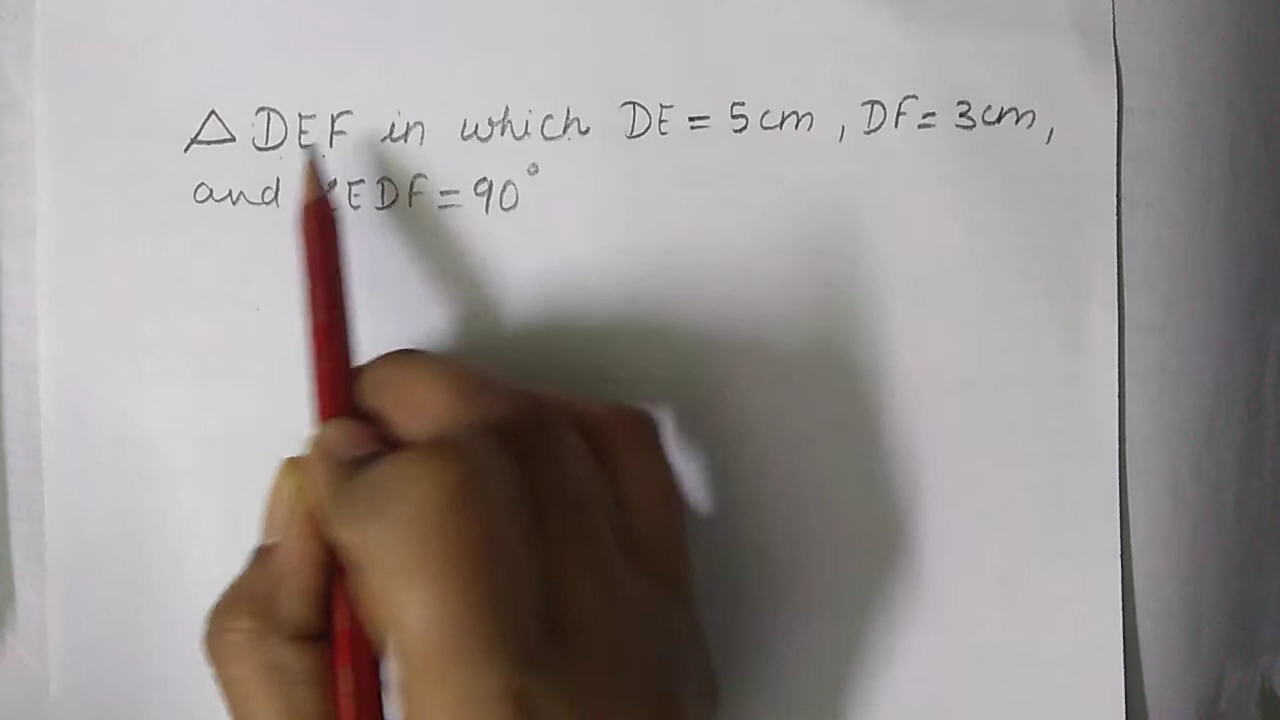 △ DEF in which DE = 5cm, DF = 3cm,
and ∠EDF = 90°